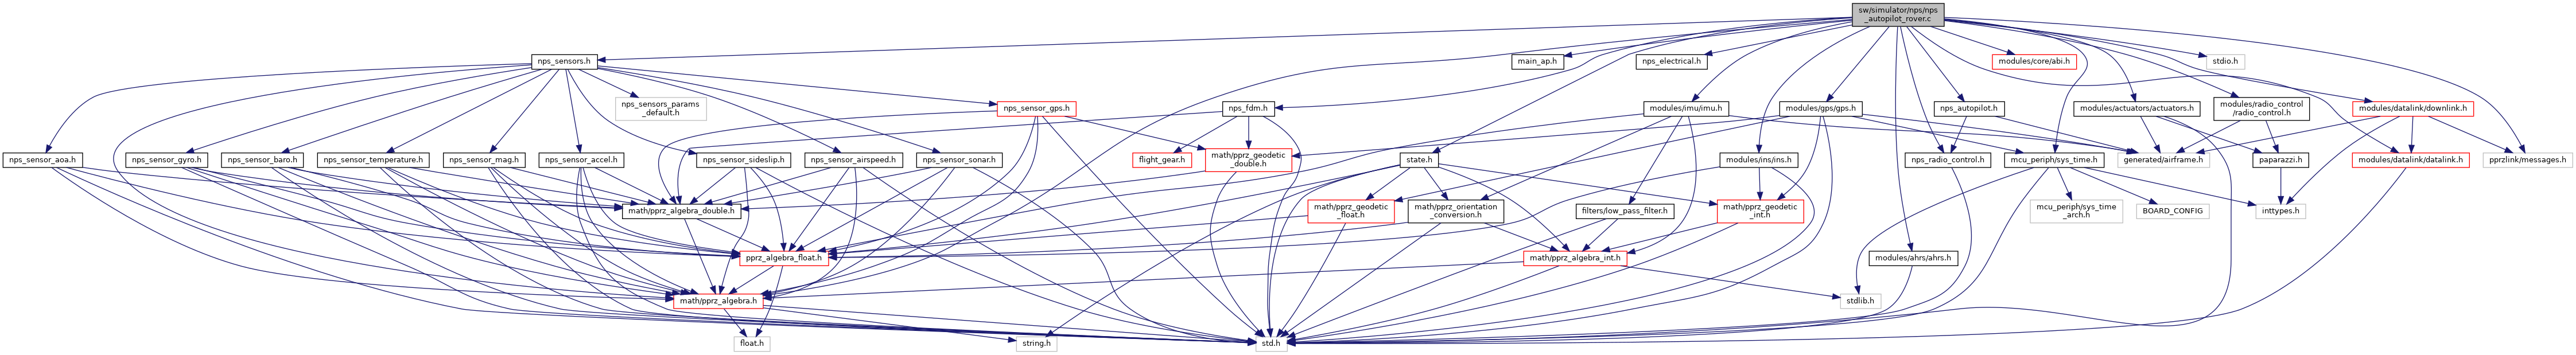 sw/simulator/nps/nps
_autopilot_rover.c
nps_sensors.h
main_ap.h
nps_electrical.h
modules/core/abi.h
stdio.h
nps_sensors_params
_default.h
nps_sensor_gps.h
nps_fdm.h
modules/imu/imu.h
modules/gps/gps.h
nps_autopilot.h
modules/actuators/actuators.h
modules/radio_control
/radio_control.h
modules/datalink/downlink.h
nps_sensor_aoa.h
nps_sensor_gyro.h
nps_sensor_baro.h
nps_sensor_temperature.h
nps_sensor_mag.h
nps_sensor_accel.h
nps_sensor_sideslip.h
nps_sensor_airspeed.h
nps_sensor_sonar.h
flight_gear.h
math/pprz_geodetic
_double.h
state.h
modules/ins/ins.h
nps_radio_control.h
mcu_periph/sys_time.h
generated/airframe.h
paparazzi.h
modules/datalink/datalink.h
pprzlink/messages.h
math/pprz_algebra_double.h
math/pprz_geodetic
_float.h
math/pprz_orientation
_conversion.h
filters/low_pass_filter.h
math/pprz_geodetic
_int.h
mcu_periph/sys_time
_arch.h
BOARD_CONFIG
inttypes.h
pprz_algebra_float.h
math/pprz_algebra_int.h
modules/ahrs/ahrs.h
math/pprz_algebra.h
stdlib.h
float.h
string.h
std.h